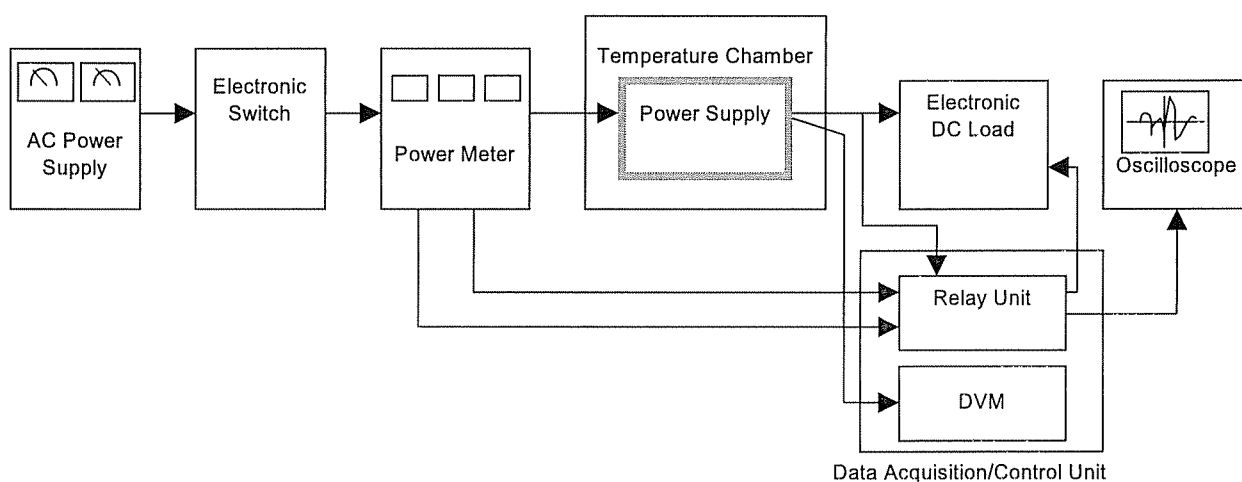 AC Power
Supply
Electronic
Switch
Power Meter
Temperature Chamber
Power Supply
Electronic
DC Load
Oscilloscope
Relay Unit
DVM
Data Acquisition/Control Unit